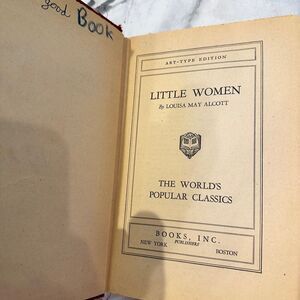 good BOOK
ART-TYPE EDITION
LITTLE WOMEN
By LOUISA MAY ALCOTT
THE WORLD'S
POPULAR CLASSICS
BOOKS, INC.
PUBLISHERS
NEW YORK BOSTON